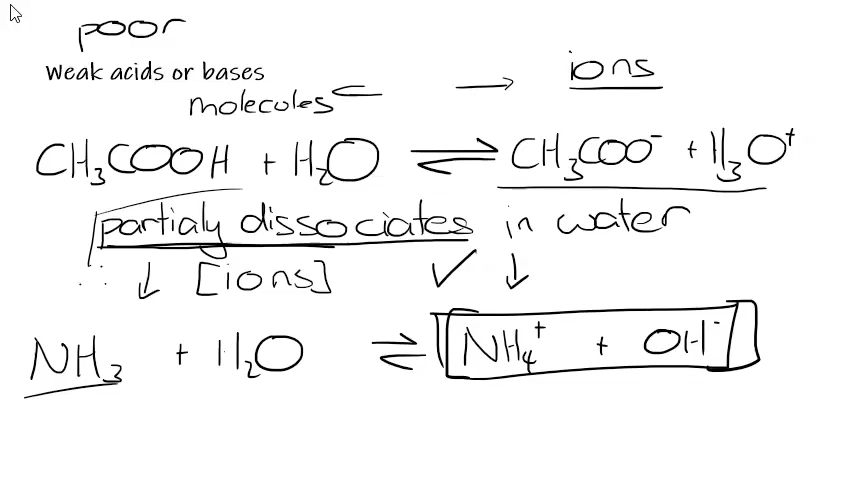 poor
Weak acids or bases
molecules → ions
CH₃COOH + H₂O ⇌ CH₃COO⁻ + H₃O⁺
partialy dissociates in water
∴ ↓ [ions] ✓ ↓
NH₃ + H₂O ⇌ NH₄⁺ + OH⁻